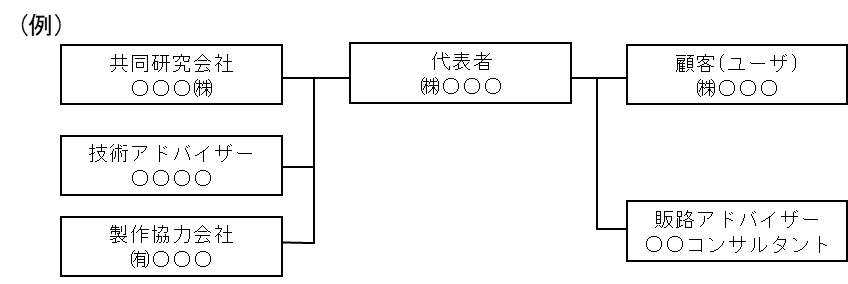 (例)
共同研究会社
○○○㈱
代表者
㈱○○○
顧客(ユーザ)
㈱○○○
技術アドバイザー
○○○○
製作協力会社
㈲○○○
販路アドバイザー
○○コンサルタント